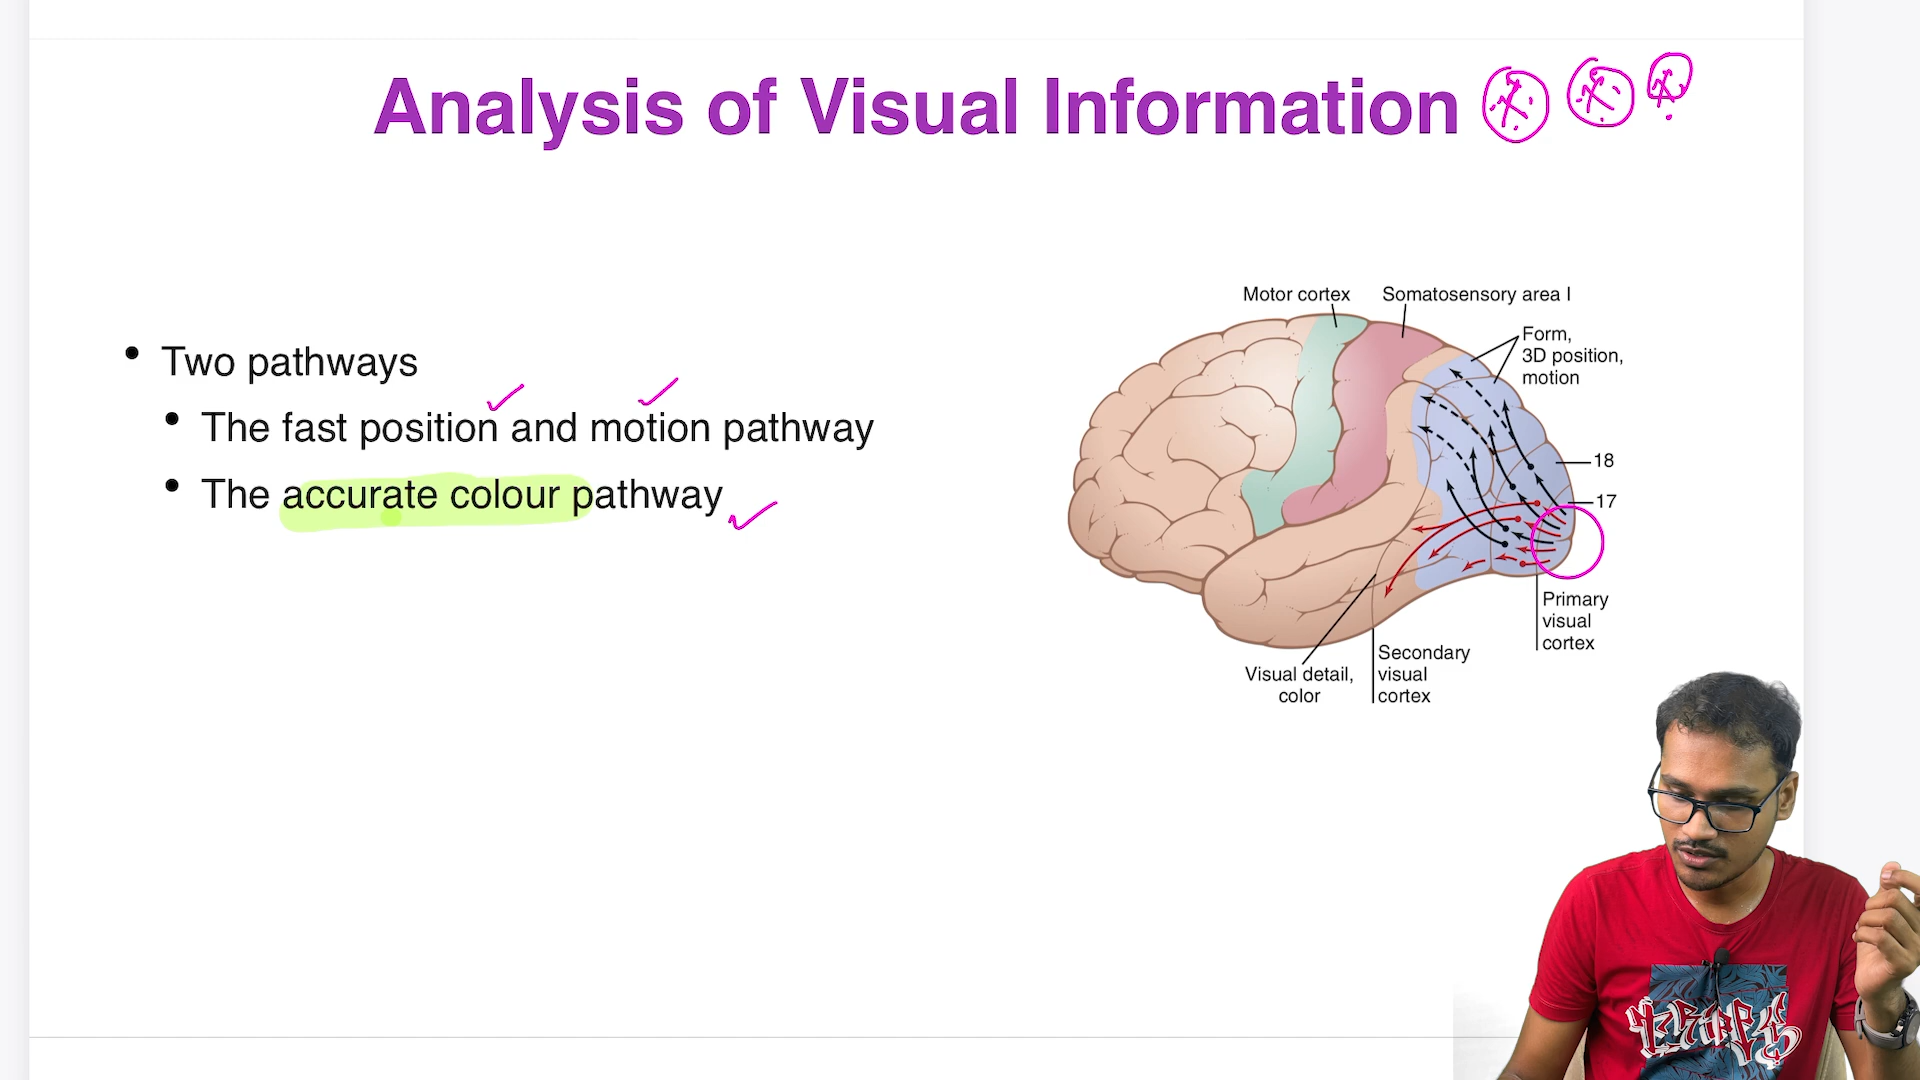 Analysis of Visual Information
• Two pathways
• The fast position and motion pathway
• The accurate colour pathway
Motor cortex
Somatosensory area I
Form,
3D position,
motion
18
17
Primary
visual
cortex
Secondary
visual
cortex
Visual detail,
color